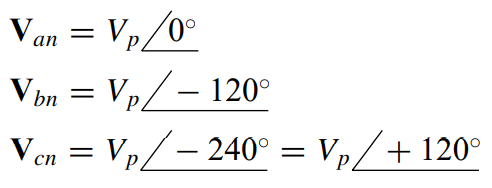 V_an = V_p∠0°
V_bn = V_p∠− 120°
V_cn = V_p∠− 240° = V_p∠+ 120°